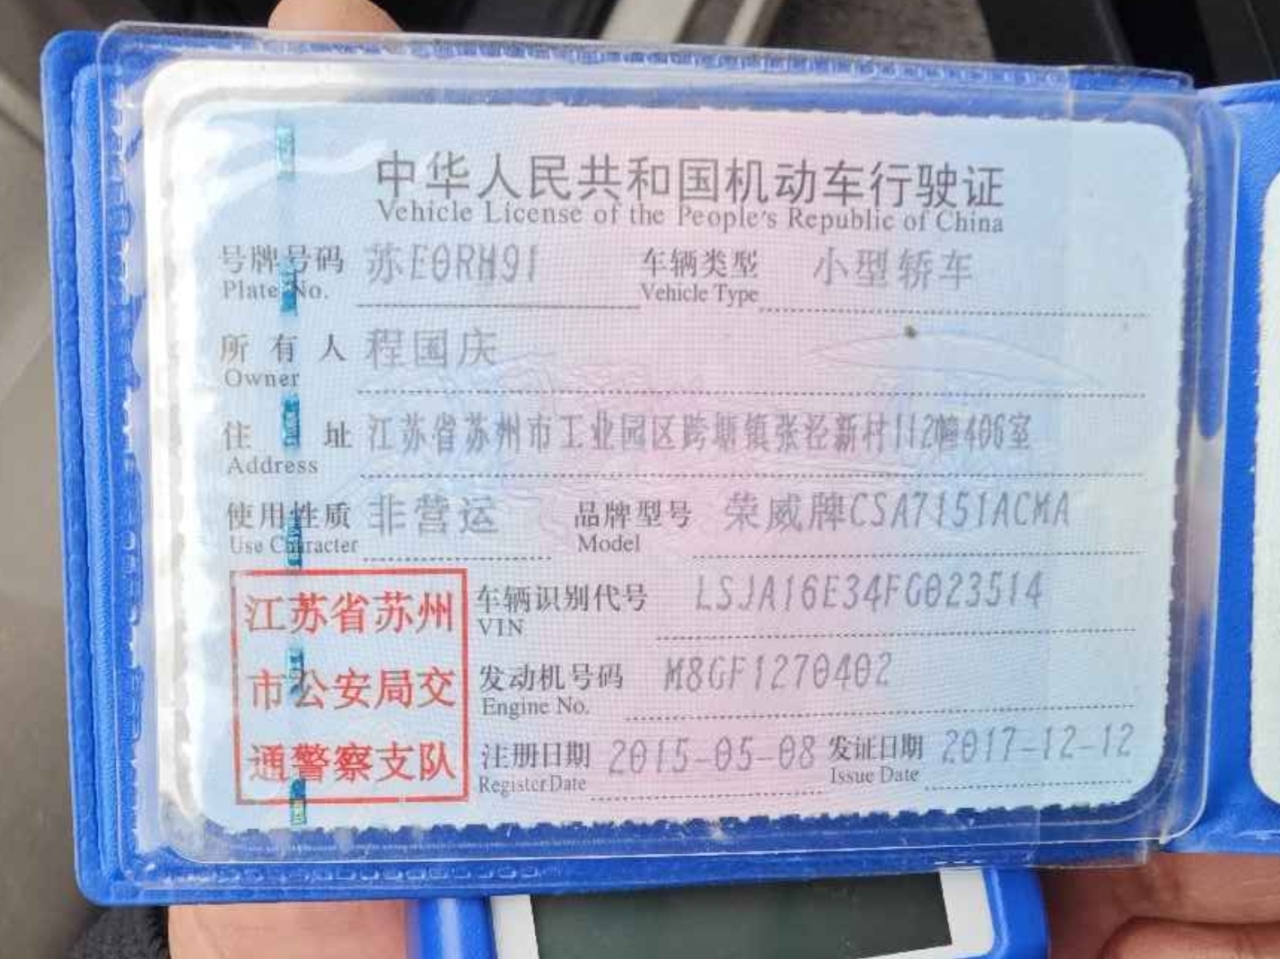 中华人民共和国机动车行驶证
Vehicle License of the People's Republic of China
号牌号码 苏E0RH91 车辆类型 小型轿车
Plate No. Vehicle Type
所有人 程国庆
Owner
住址 江苏省苏州市工业园区跨塘镇张泾新村112幢406室
Address
使用性质 非营运 品牌型号 荣威牌CSA7151ACMA
Use Character Model
江苏省苏州
市公安局交
通警察支队
车辆识别代号 LSJA16E34FG023514
VIN
发动机号码 M8GF1270402
Engine No.
注册日期 2015-05-08 发证日期 2017-12-12
Register Date Issue Date